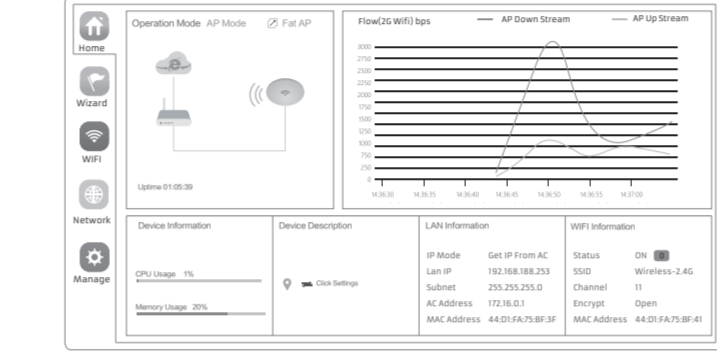 Home
Wizard
WIFI
Network
Manage
Operation Mode AP Mode Fat AP
Uptime 01:05:39
Flow(2G Wifi) bps AP Down Stream AP Up Stream
3000
2750
2500
2250
2000
1750
1500
1250
1000
750
500
250
0
14:36:30 14:36:35 14:36:40 14:36:45 14:36:50 14:36:55 14:37:00
Device Information
CPU Usage 1%
Memory Usage 20%
Device Description
Click Settings
LAN Information
IP Mode Get IP From AC
Lan IP 192.168.188.253
Subnet 255.255.255.0
AC Address 172.16.0.1
MAC Address 44:D1:FA:75:BF:3F
WIFI Information
Status ON 0
SSID Wireless-2.4G
Channel 11
Encrypt Open
MAC Address 44:D1:FA:75:BF:41